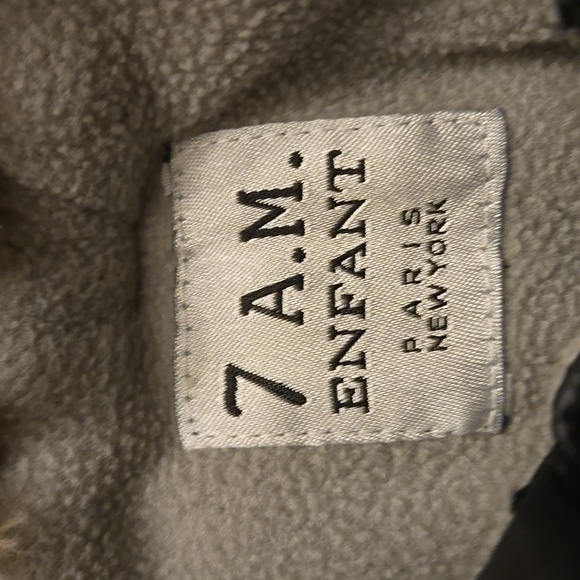 7 A.M.
ENFANT
PARIS
NEW YORK